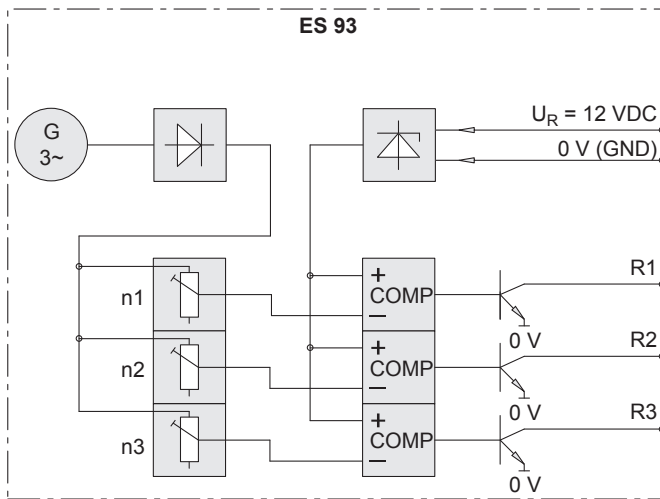 ES 93
G
3~
U_R = 12 VDC
0 V (GND)
n1
+
COMP
−
R1
0 V
n2
+
COMP
−
R2
0 V
n3
+
COMP
−
R3
0 V